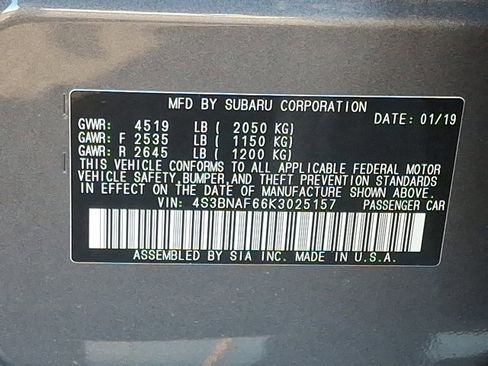 MFD BY SUBARU CORPORATION
DATE: 01/19
GVWR: 4519 LB ( 2050 KG)
GAWR: F 2535 LB ( 1150 KG)
GAWR: R 2645 LB ( 1200 KG)
THIS VEHICLE CONFORMS TO ALL APPLICABLE FEDERAL MOTOR
VEHICLE SAFETY, BUMPER, AND THEFT PREVENTION STANDARDS
IN EFFECT ON THE DATE OF MANUFACTURE SHOWN ABOVE.
VIN: 4S3BNAF66K3025157 PASSENGER CAR
ASSEMBLED BY SIA INC. MADE IN U.S.A.